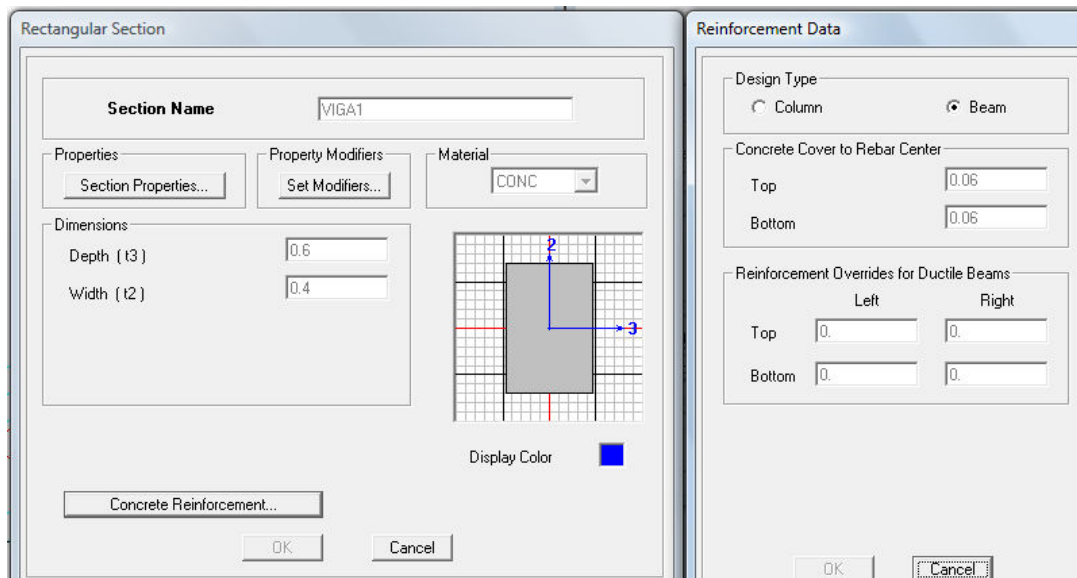 Rectangular Section
Section Name VIGA1
Properties
Section Properties...
Property Modifiers
Set Modifiers...
Material
CONC
Dimensions
Depth ( t3 ) 0.6
Width ( t2 ) 0.4
2
3
Display Color
Concrete Reinforcement...
OK Cancel
Reinforcement Data
Design Type
Column Beam
Concrete Cover to Rebar Center
Top 0.06
Bottom 0.06
Reinforcement Overrides for Ductile Beams
Left Right
Top 0. 0.
Bottom 0. 0.
OK Cancel